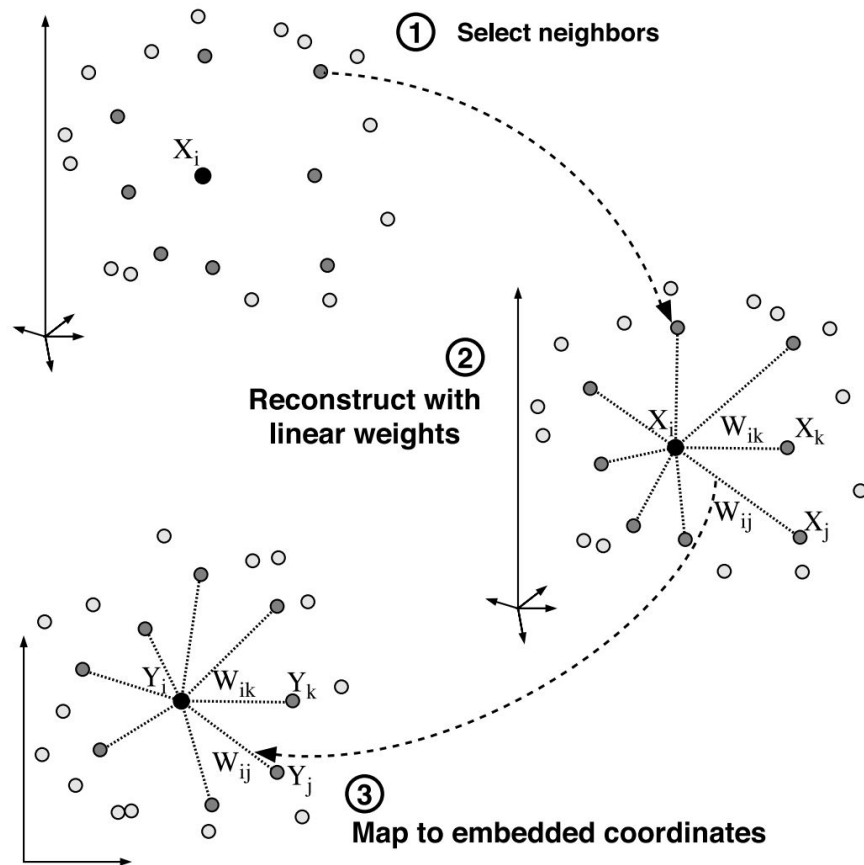 ① Select neighbors
X_i
②
Reconstruct with
linear weights
X_i
W_ik
X_k
W_ij
X_j
Y_i
W_ik
Y_k
W_ij
Y_j
③
Map to embedded coordinates